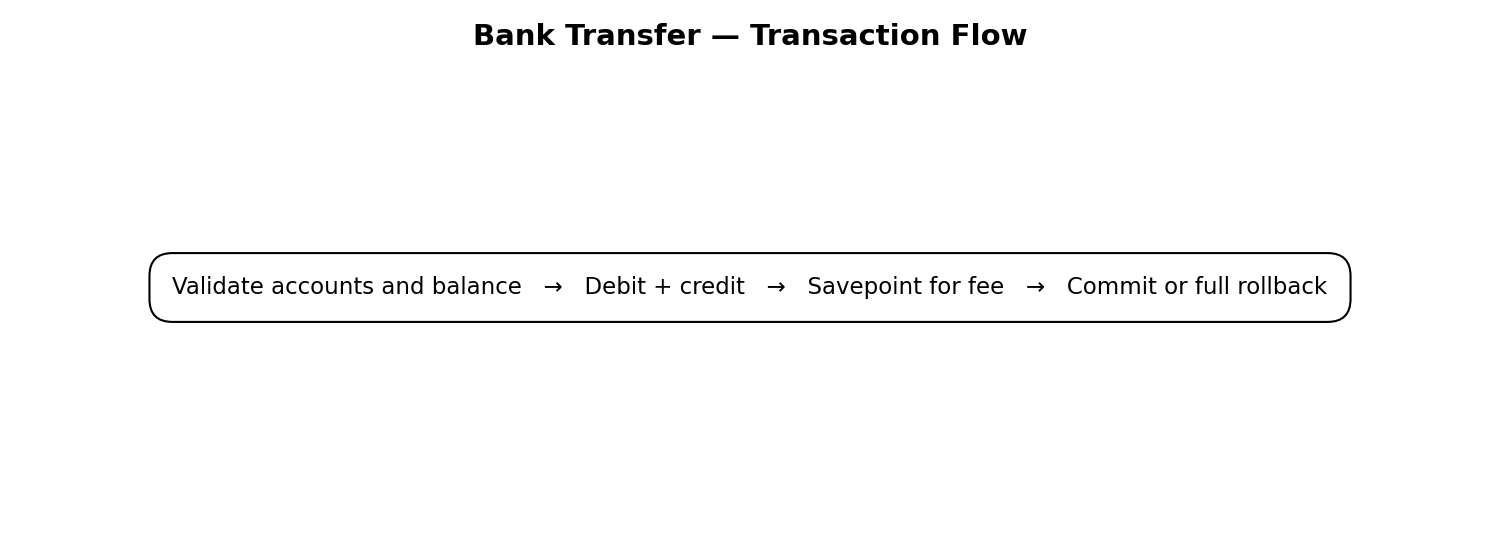 Bank Transfer — Transaction Flow
Validate accounts and balance → Debit + credit → Savepoint for fee → Commit or full rollback